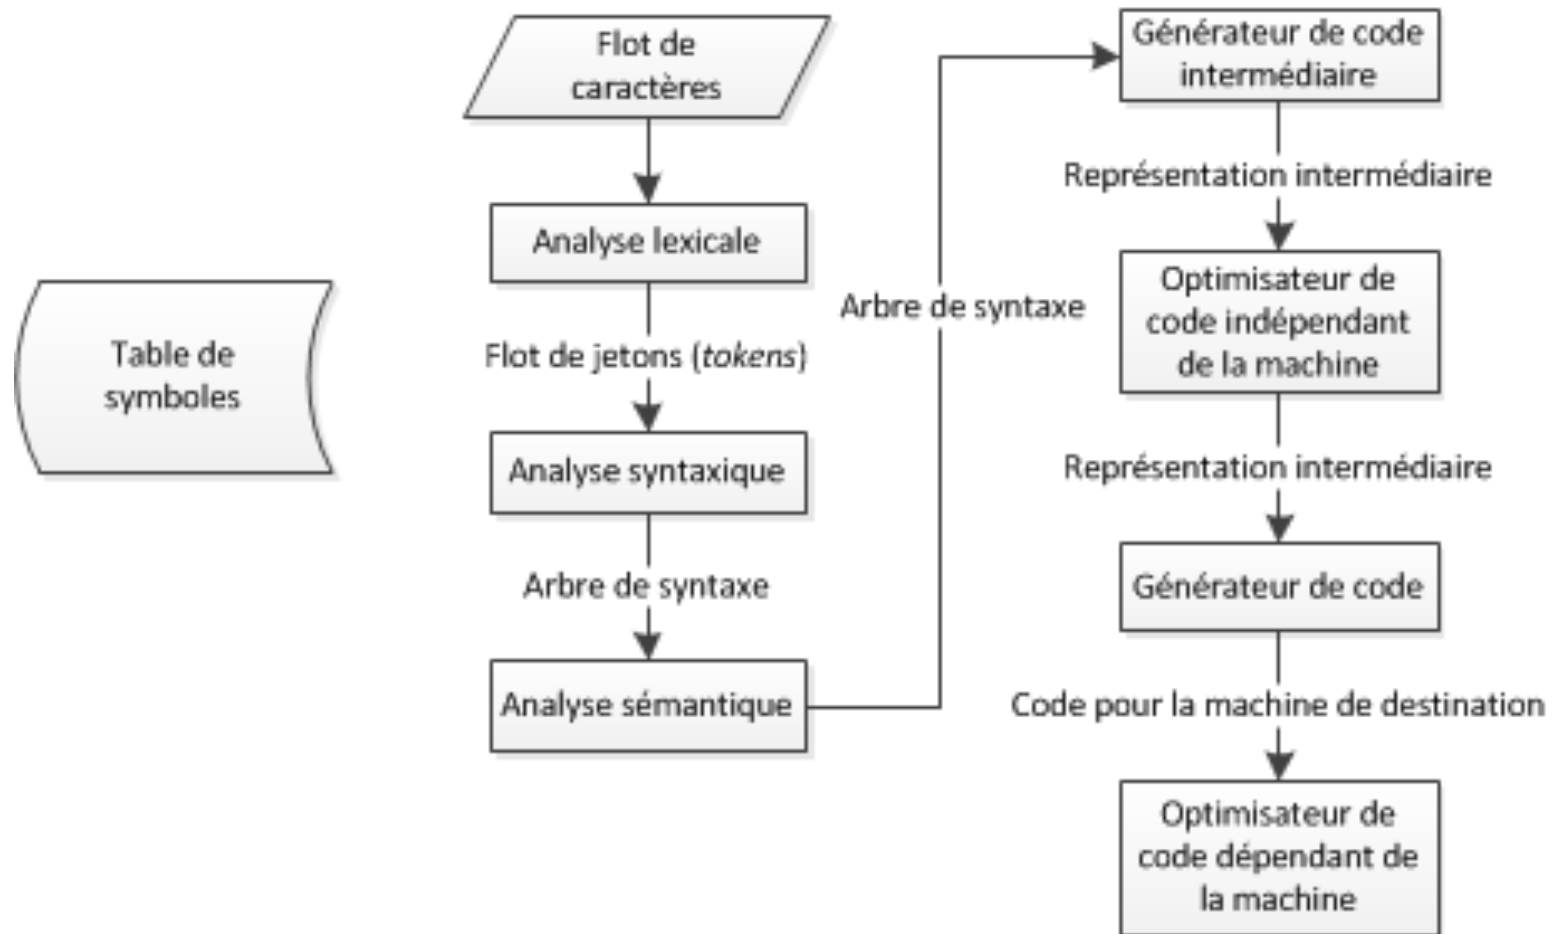 Flot de
caractères
Analyse lexicale
Flot de jetons (tokens)
Analyse syntaxique
Arbre de syntaxe
Analyse sémantique
Table de
symboles
Arbre de syntaxe
Générateur de code
intermédiaire
Représentation intermédiaire
Optimisateur de
code indépendant
de la machine
Représentation intermédiaire
Générateur de code
Code pour la machine de destination
Optimisateur de
code dépendant de
la machine